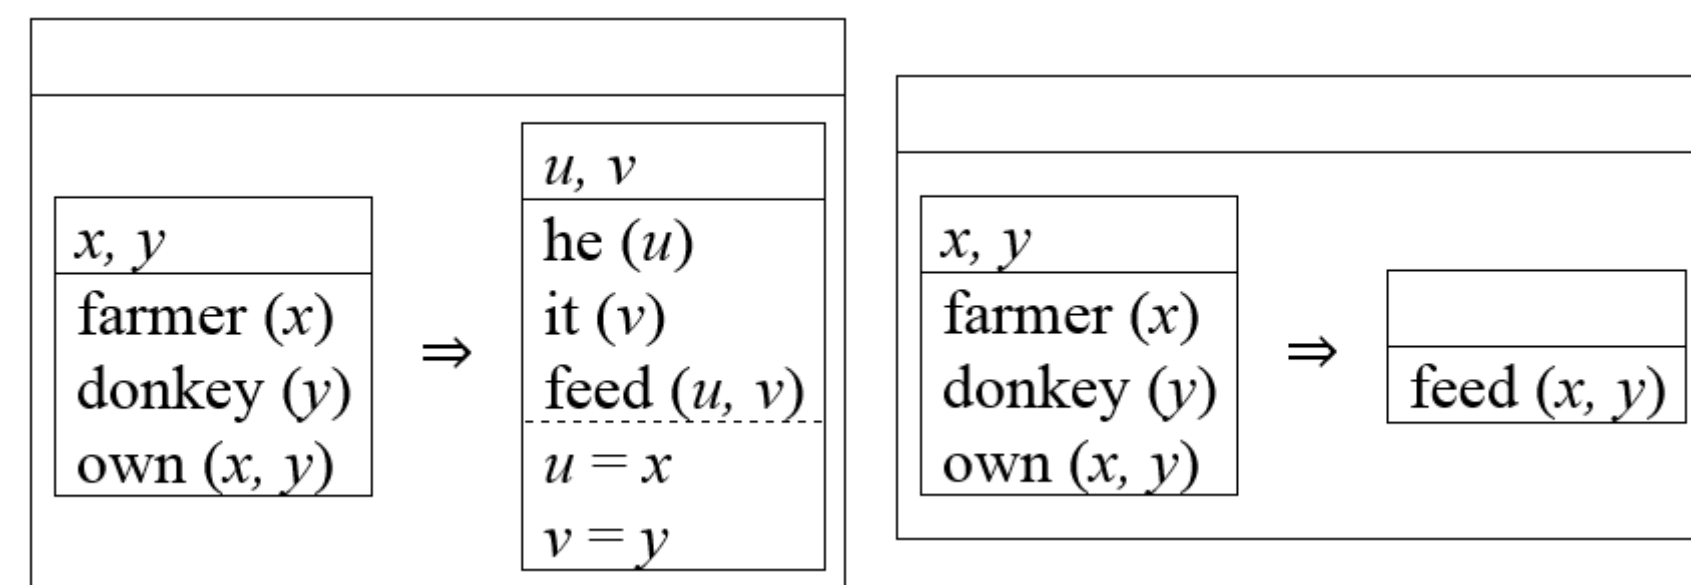 x, y
farmer (x)
donkey (y)
own (x, y)
⇒
u, v
he (u)
it (v)
feed (u, v)
u = x
v = y
x, y
farmer (x)
donkey (y)
own (x, y)
⇒
feed (x, y)